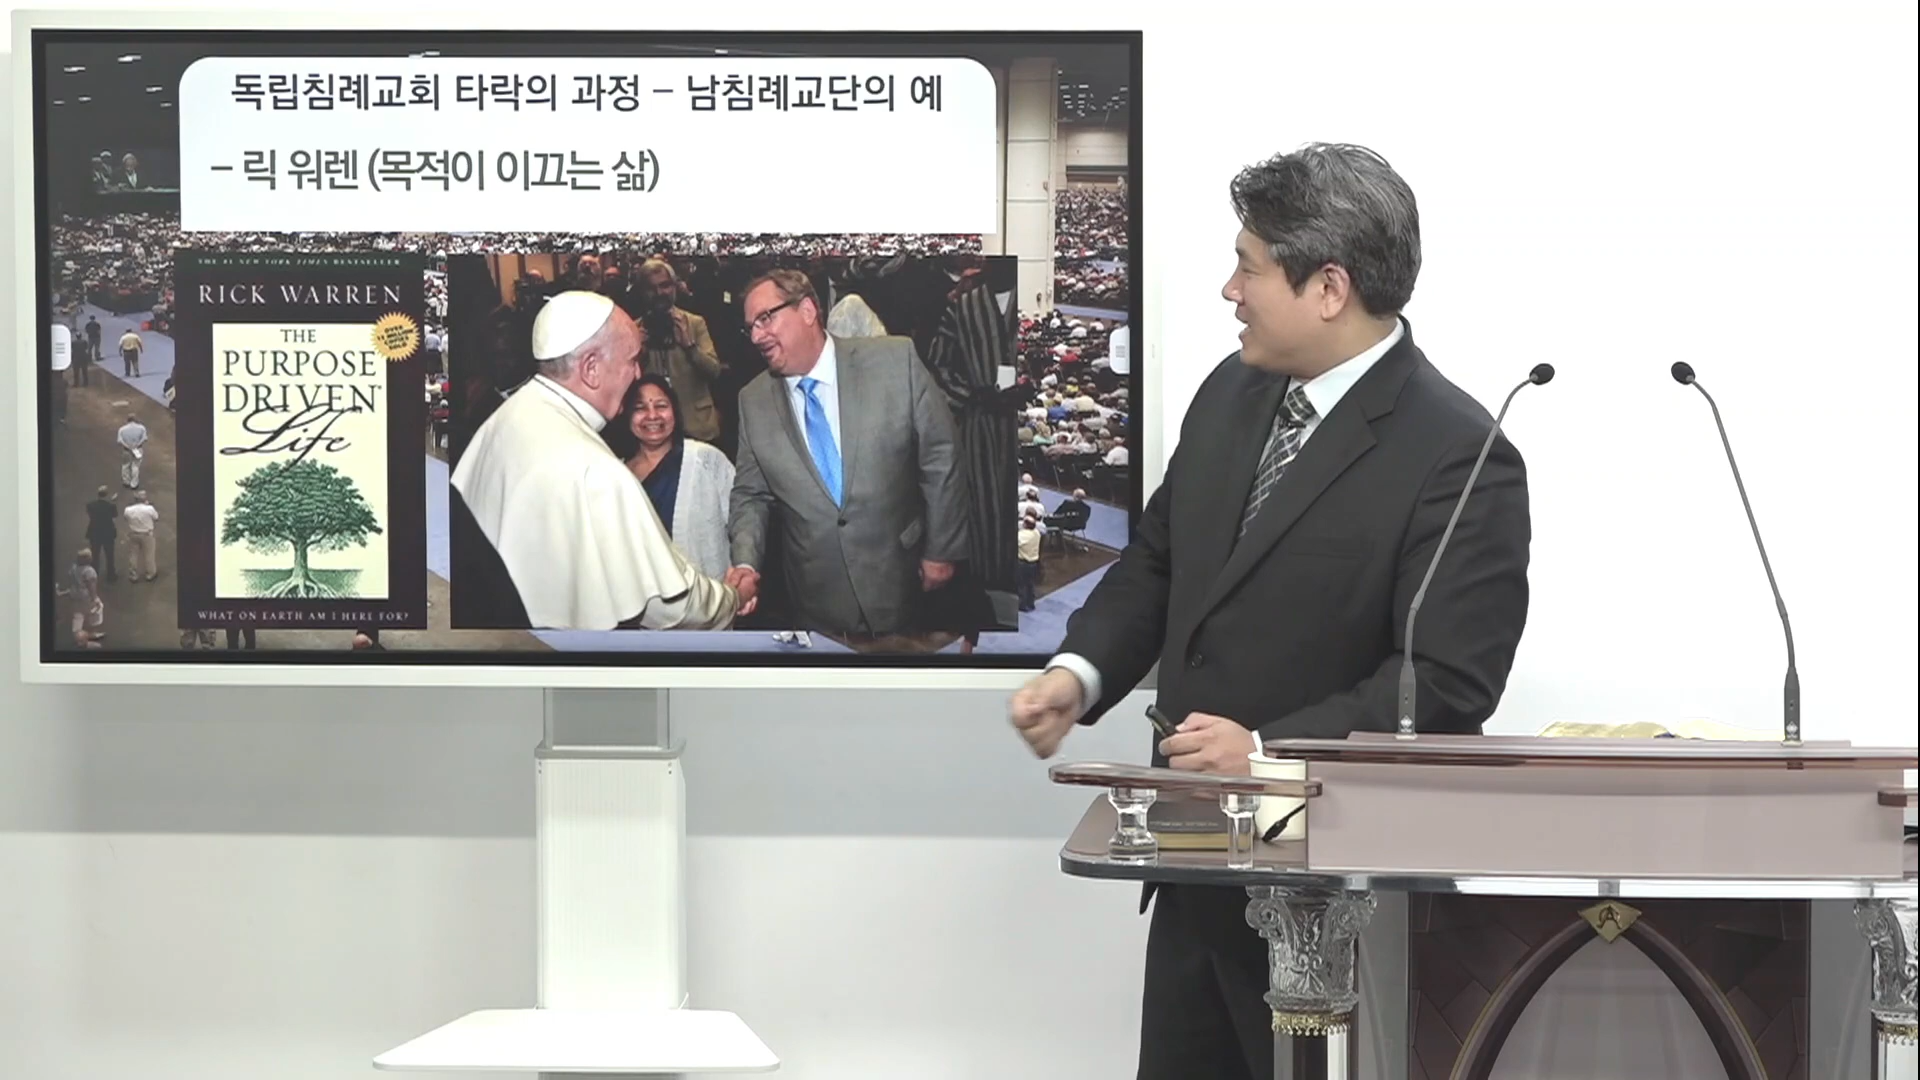 독립침례교회 타락의 과정 – 남침례교단의 예
– 릭 워렌 (목적이 이끄는 삶)
THE #1 NEW YORK TIMES BESTSELLER
RICK WARREN
THE
PURPOSE
DRIVEN
Life
WHAT ON EARTH AM I HERE FOR?